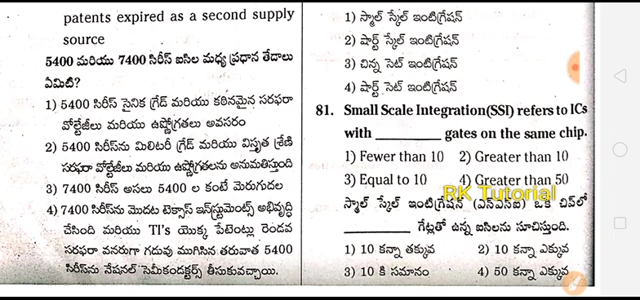 patents expired as a second supply
source
5400 మరియు 7400 సిరీస్ ఐసిల మధ్య ప్రధాన తేడాలు
ఏమిటి?
1) 5400 సిరీస్ సైనిక గ్రేడ్ మరియు కఠినమైన సరఫరా
వోల్టేజీలు మరియు ఉష్ణోగ్రతలు అవసరం
2) 5400 సిరీస్‌ను మిలిటరీ గ్రేడ్ మరియు విస్తృత శ్రేణి
సరఫరా వోల్టేజీలు మరియు ఉష్ణోగ్రతలను అనుమతిస్తుంది
3) 7400 సిరీస్ అసలు 5400 ల కంటే మెరుగుదల
4) 7400 సిరీస్‌ను మొదట టెక్సాస్ ఇన్‌స్ట్రుమెంట్స్ అభివృద్ధి
చేసింది మరియు TI's యొక్క పేటెంట్లు రెండవ
సరఫరా వనరుగా గడువు ముగిసిన తరువాత 5400
సిరీస్‌ను నేషనల్ సెమీకండక్టర్స్ తీసుకువచ్చాయి.
1) స్మాల్ స్కేల్ ఇంటిగ్రేషన్
2) షార్ట్ స్కేల్ ఇంటిగ్రేషన్
3) చిన్న సెట్ ఇంటిగ్రేషన్
4) షార్ట్ సెట్ ఇంటిగ్రేషన్
81. Small Scale Integration(SSI) refers to ICs
with ________ gates on the same chip.
1) Fewer than 10 2) Greater than 10
3) Equal to 10 4) Greater than 50
RK Tutorial
స్మాల్ స్కేల్ ఇంటిగ్రేషన్ (ఎస్ఎస్ఐ) ఒకే చిప్‌లో
________ గేట్లతో ఉన్న ఐసిలను సూచిస్తుంది.
1) 10 కన్నా తక్కువ 2) 10 కన్నా ఎక్కువ
3) 10 కి సమానం 4) 50 కన్నా ఎక్కువ